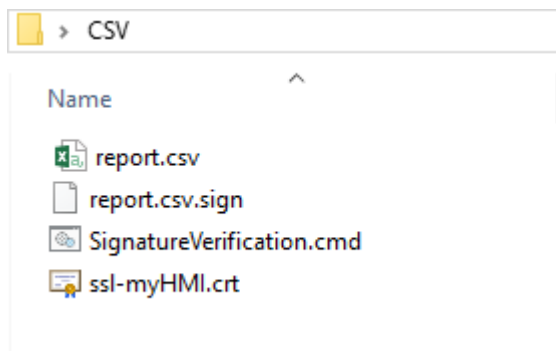 CSV
Name
report.csv
report.csv.sign
SignatureVerification.cmd
ssl-myHMI.crt